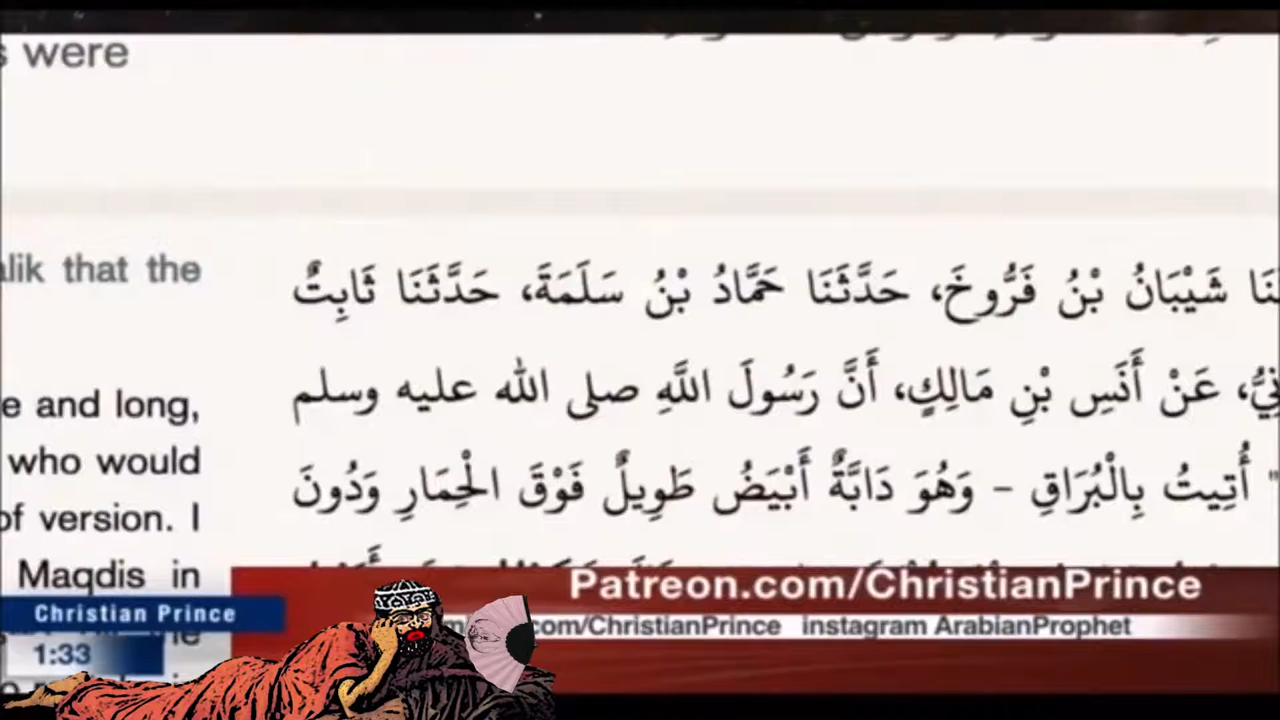 were
alik that the
e and long,
who would
of version. I
Maqdis in
the
شَيْبَانُ بْنُ فَرُّوخَ، حَدَّثَنَا حَمَّادُ بْنُ سَلَمَةَ، حَدَّثَنَا ثَابِتٌ
عَنْ أَنَسِ بْنِ مَالِكٍ، أَنَّ رَسُولَ اللَّهِ صلى الله عليه وسلم
" أُتِيتُ بِالْبُرَاقِ - وَهُوَ دَابَّةٌ أَبْيَضُ طَوِيلٌ فَوْقَ الْحِمَارِ وَدُونَ
Patreon.com/ChristianPrince
Christian Prince
com/ChristianPrince instagram ArabianProphet
1:33